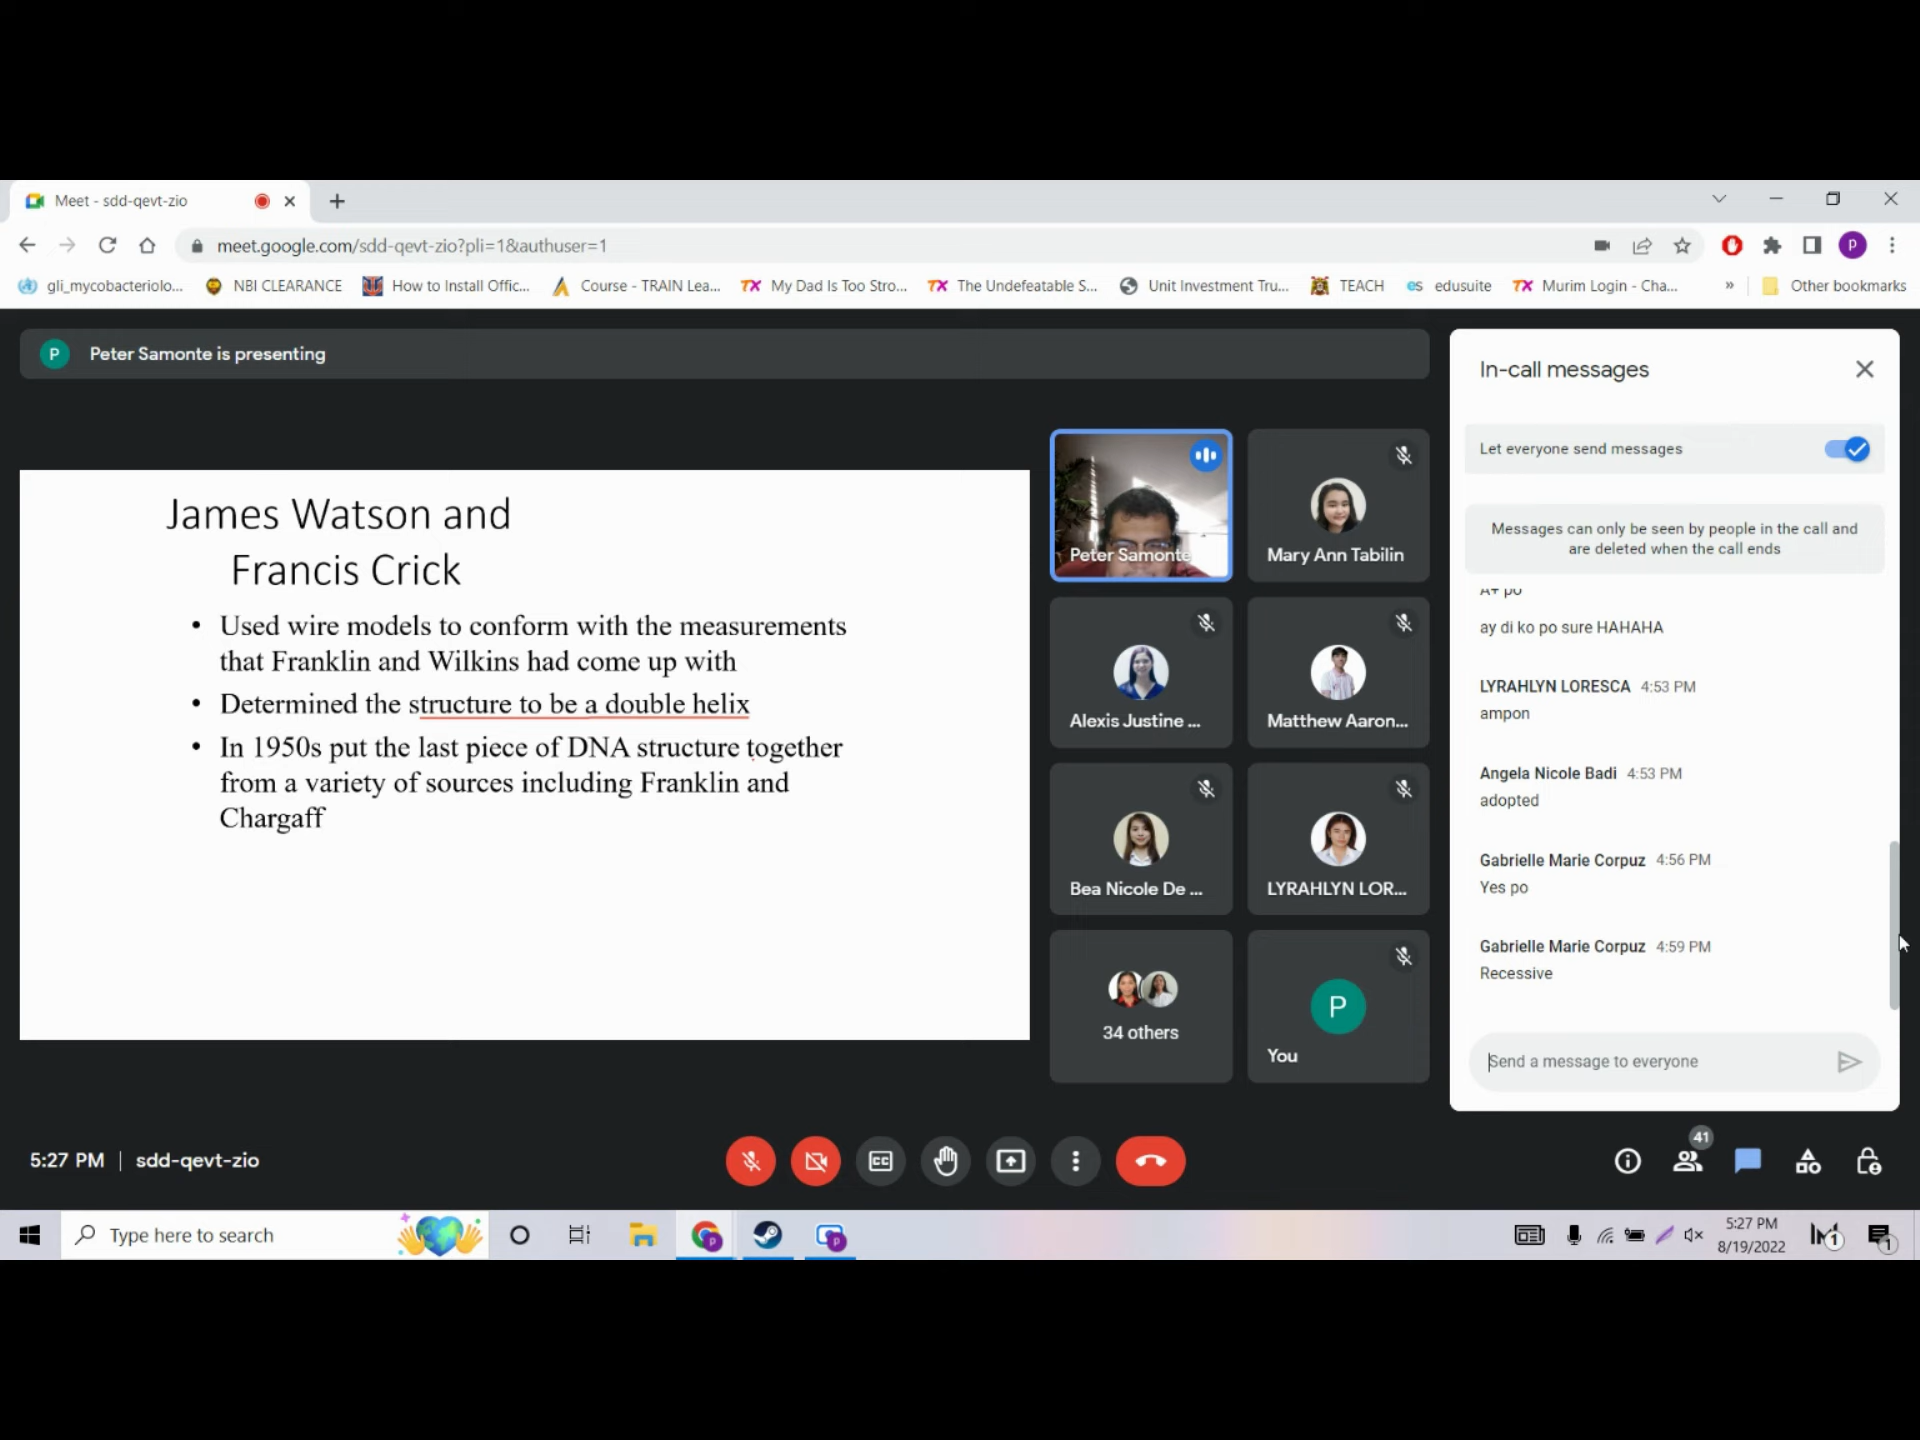 Meet - sdd-qevt-zio
meet.google.com/sdd-qevt-zio?pli=1&authuser=1
P
gli_mycobacteriolo...
NBI CLEARANCE
How to Install Offic...
Course - TRAIN Lea...
TX My Dad Is Too Stro...
TX The Undefeatable S...
Unit Investment Tru...
TEACH
es edusuite
TX Murim Login - Cha...
»
Other bookmarks
P Peter Samonte is presenting
James Watson and
Francis Crick
• Used wire models to conform with the measurements
that Franklin and Wilkins had come up with
• Determined the structure to be a double helix
• In 1950s put the last piece of DNA structure together
from a variety of sources including Franklin and
Chargaff
Peter Samonte
Mary Ann Tabilin
Alexis Justine ...
Matthew Aaron...
Bea Nicole De ...
LYRAHLYN LOR...
34 others
P
You
In-call messages
Let everyone send messages
Messages can only be seen by people in the call and
are deleted when the call ends
A+ po
ay di ko po sure HAHAHA
LYRAHLYN LORESCA 4:53 PM
ampon
Angela Nicole Badi 4:53 PM
adopted
Gabrielle Marie Corpuz 4:56 PM
Yes po
Gabrielle Marie Corpuz 4:59 PM
Recessive
Send a message to everyone
5:27 PM | sdd-qevt-zio
CC
41
Type here to search
P
P
5:27 PM
8/19/2022
1
1